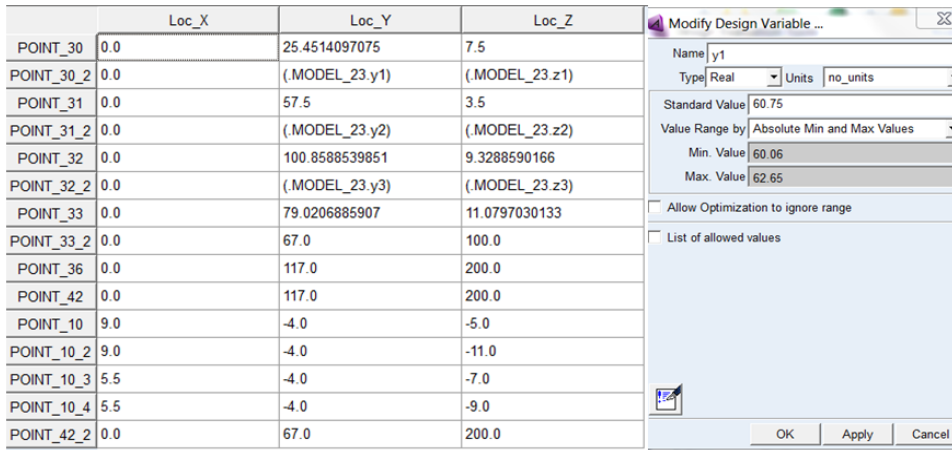 Loc_X Loc_Y Loc_Z
POINT_30 0.0 25.4514097075 7.5
POINT_30_2 0.0 (.MODEL_23.y1) (.MODEL_23.z1)
POINT_31 0.0 57.5 3.5
POINT_31_2 0.0 (.MODEL_23.y2) (.MODEL_23.z2)
POINT_32 0.0 100.8588539851 9.3288590166
POINT_32_2 0.0 (.MODEL_23.y3) (.MODEL_23.z3)
POINT_33 0.0 79.0206885907 11.0797030133
POINT_33_2 0.0 67.0 100.0
POINT_36 0.0 117.0 200.0
POINT_42 0.0 117.0 200.0
POINT_10 9.0 -4.0 -5.0
POINT_10_2 9.0 -4.0 -11.0
POINT_10_3 5.5 -4.0 -7.0
POINT_10_4 5.5 -4.0 -9.0
POINT_42_2 0.0 67.0 200.0
Modify Design Variable ...
Name y1
Type Real Units no_units
Standard Value 60.75
Value Range by Absolute Min and Max Values
Min. Value 60.06
Max. Value 62.65
Allow Optimization to ignore range
List of allowed values
OK Apply Cancel